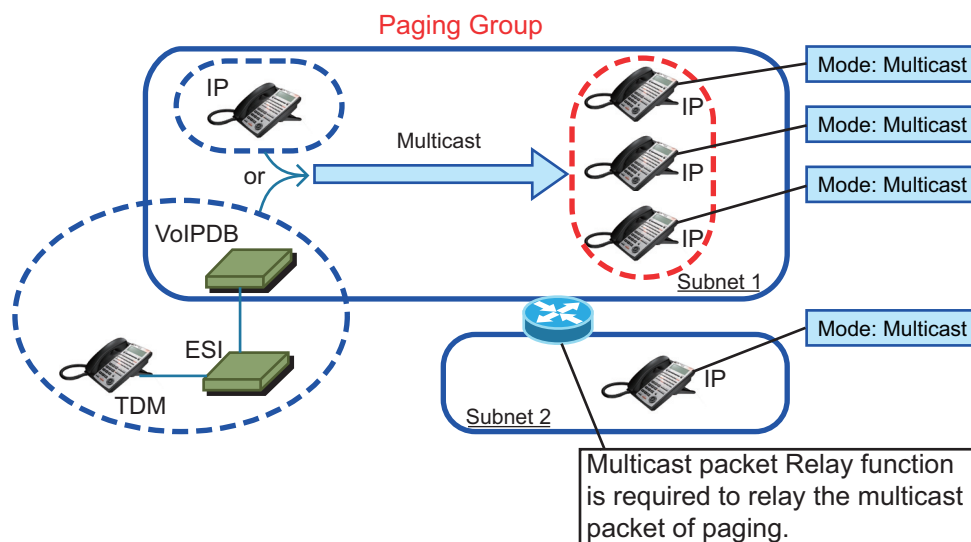 Paging Group
IP
Mode: Multicast
IP
Multicast
Mode: Multicast
or
IP
Mode: Multicast
VoIPDB
IP
Subnet 1
ESI
Mode: Multicast
TDM
IP
Subnet 2
Multicast packet Relay function
is required to relay the multicast
packet of paging.